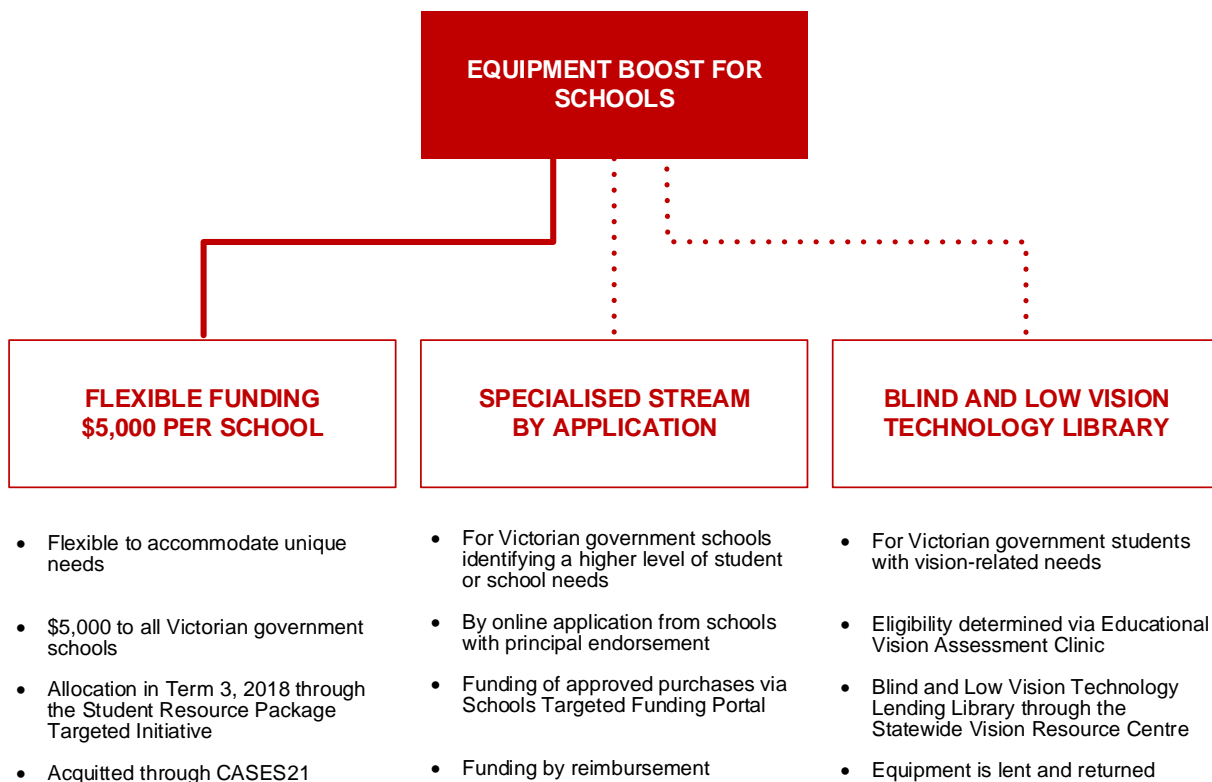 EQUIPMENT BOOST FOR
SCHOOLS
FLEXIBLE FUNDING
$5,000 PER SCHOOL
SPECIALISED STREAM
BY APPLICATION
BLIND AND LOW VISION
TECHNOLOGY LIBRARY
• Flexible to accommodate unique
needs
• $5,000 to all Victorian government
schools
• Allocation in Term 3, 2018 through
the Student Resource Package
Targeted Initiative
• Acquitted through CASES21
• For Victorian government schools
identifying a higher level of student
or school needs
• By online application from schools
with principal endorsement
• Funding of approved purchases via
Schools Targeted Funding Portal
• Funding by reimbursement
• For Victorian government students
with vision-related needs
• Eligibility determined via Educational
Vision Assessment Clinic
• Blind and Low Vision Technology
Lending Library through the
Statewide Vision Resource Centre
• Equipment is lent and returned